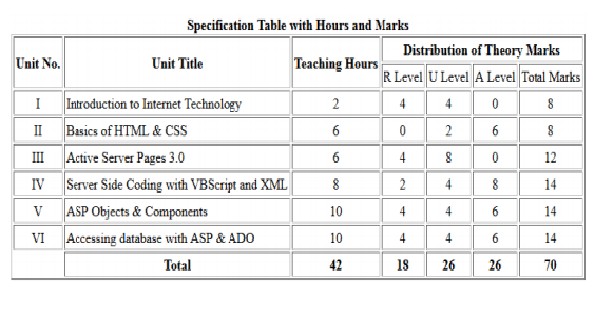 Specification Table with Hours and Marks
Unit No. Unit Title Teaching Hours Distribution of Theory Marks
R Level U Level A Level Total Marks
I Introduction to Internet Technology 2 4 4 0 8
II Basics of HTML & CSS 6 0 2 6 8
III Active Server Pages 3.0 6 4 8 0 12
IV Server Side Coding with VBScript and XML 8 2 4 8 14
V ASP Objects & Components 10 4 4 6 14
VI Accessing database with ASP & ADO 10 4 4 6 14
Total 42 18 26 26 70